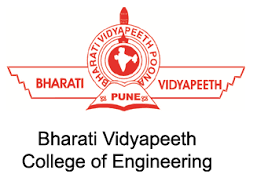 BHARATI VIDYAPEETH POONA
BHARATI VIDYAPEETH
PUNE
Bharati Vidyapeeth
College of Engineering